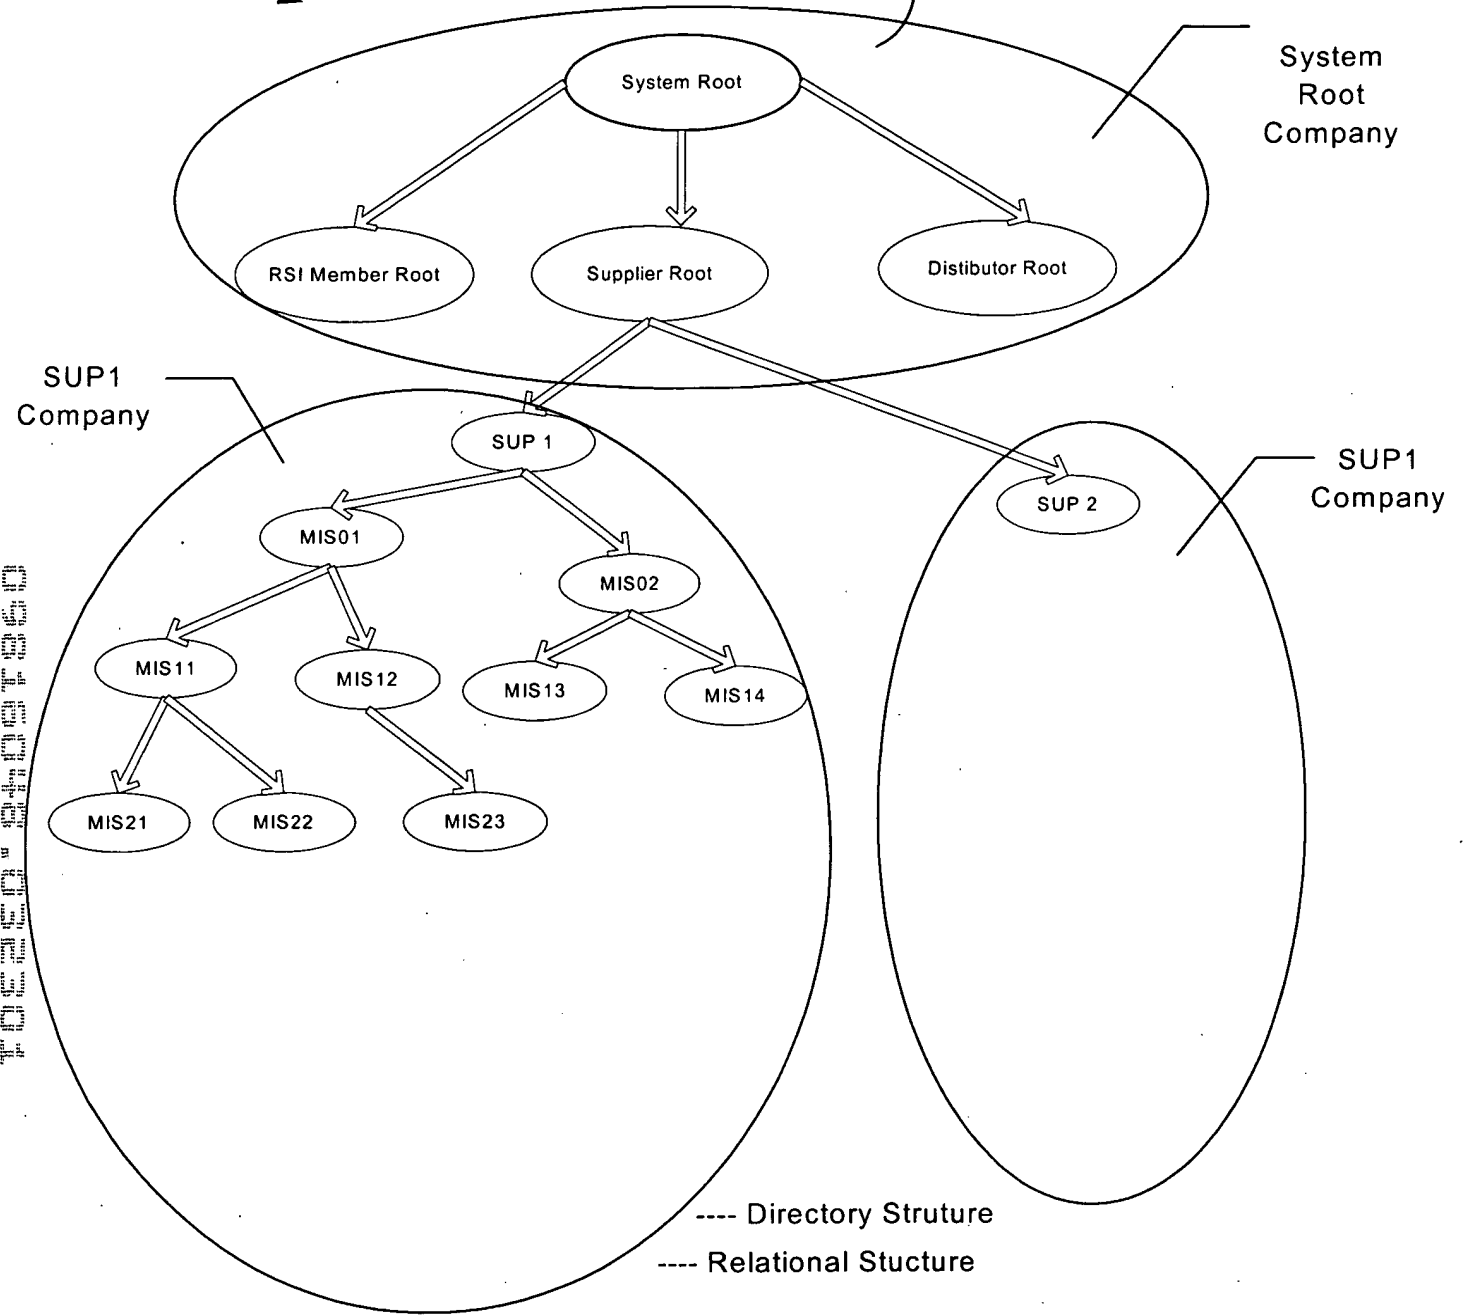 System Root
System
Root
Company
RSI Member Root
Supplier Root
Distibutor Root
SUP1
Company
SUP 1
SUP1
Company
SUP 2
MIS01
MIS02
MIS11
MIS12
MIS13
MIS14
MIS21
MIS22
MIS23
---- Directory Struture
---- Relational Stucture